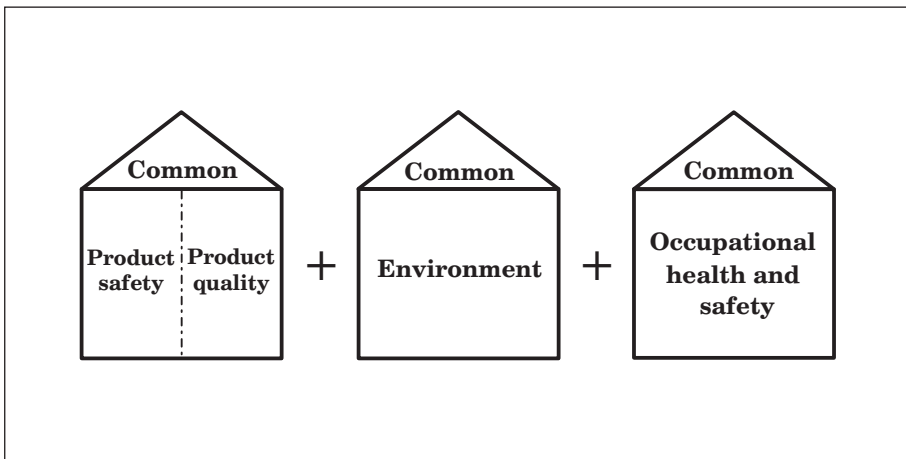 Common
Product
safety
Product
quality
+
Common
Environment
+
Common
Occupational
health and
safety